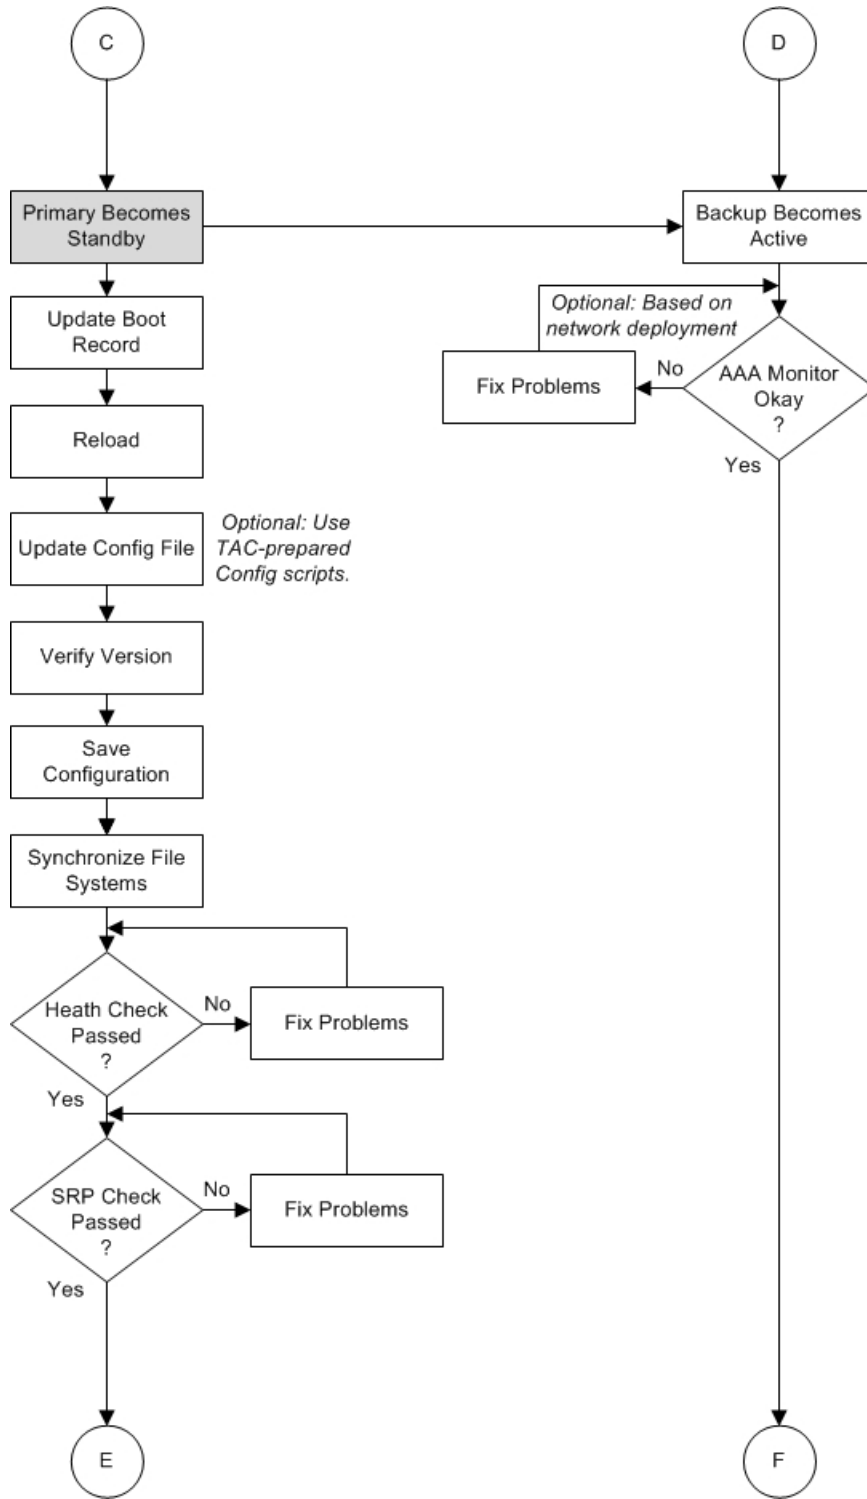 C
D
Primary Becomes
Standby
Backup Becomes
Active
Update Boot
Record
Optional: Based on
network deployment
Fix Problems
No
AAA Monitor
Okay
?
Yes
Reload
Update Config File
Optional: Use
TAC-prepared
Config scripts.
Verify Version
Save
Configuration
Synchronize File
Systems
Heath Check
Passed
?
No
Fix Problems
Yes
SRP Check
Passed
?
No
Fix Problems
Yes
E
F